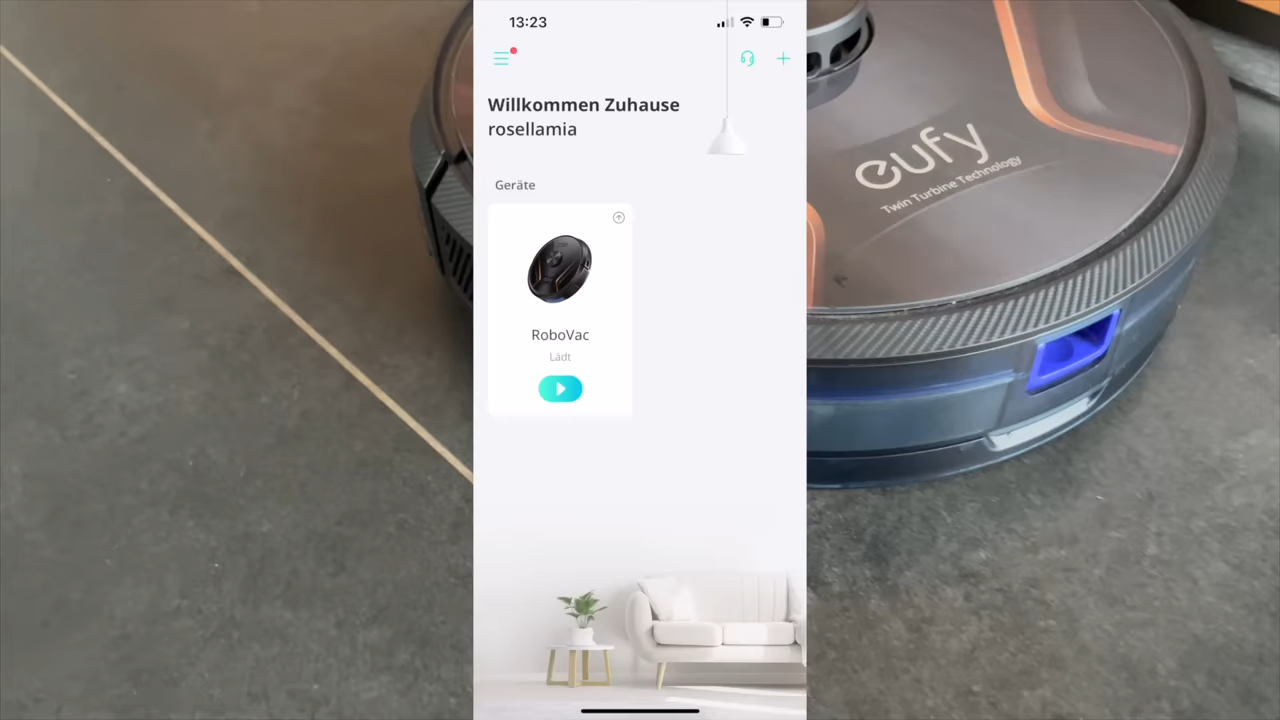 13:23
Willkommen Zuhause
rosellamia
Geräte
RoboVac
Lädt
eufy
Twin Turbine Technology